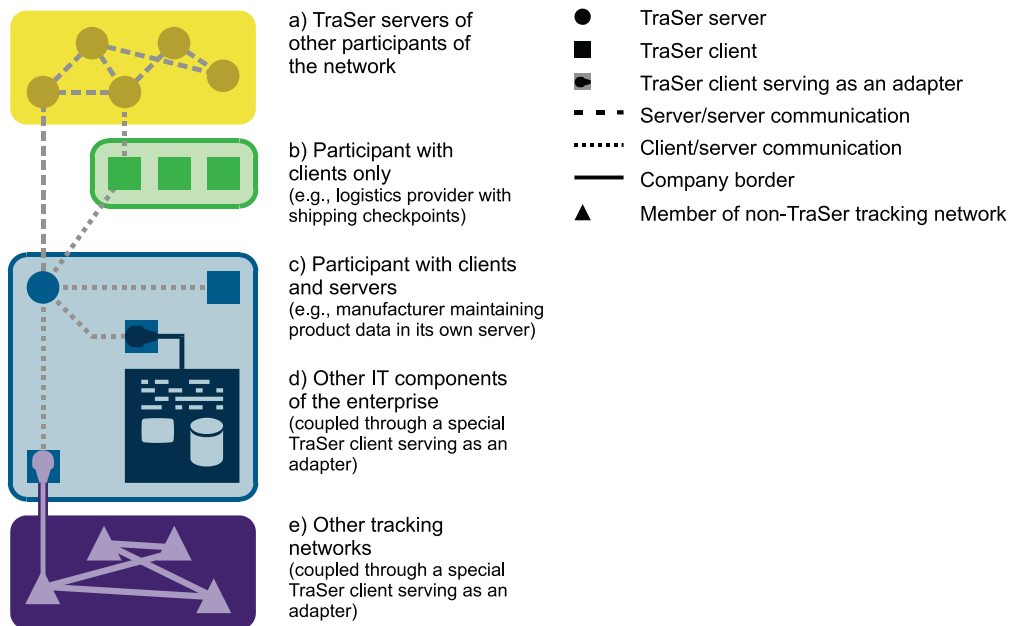 a) TraSer servers of
other participants of
the network
b) Participant with
clients only
(e.g., logistics provider with
shipping checkpoints)
c) Participant with clients
and servers
(e.g., manufacturer maintaining
product data in its own server)
d) Other IT components
of the enterprise
(coupled through a special
TraSer client serving as an
adapter)
e) Other tracking
networks
(coupled through a special
TraSer client serving as an
adapter)
TraSer server
TraSer client
TraSer client serving as an adapter
Server/server communication
Client/server communication
Company border
Member of non-TraSer tracking network